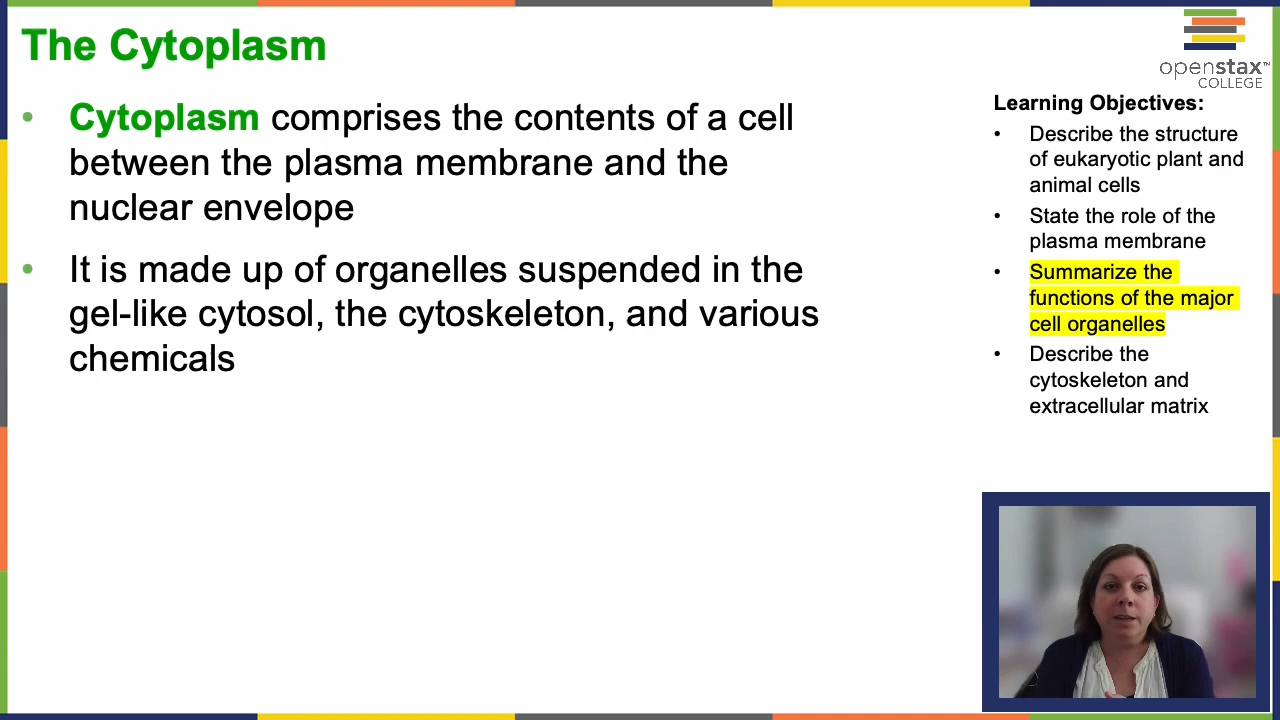 The Cytoplasm
• Cytoplasm comprises the contents of a cell
between the plasma membrane and the
nuclear envelope
• It is made up of organelles suspended in the
gel-like cytosol, the cytoskeleton, and various
chemicals
openstax™
COLLEGE
Learning Objectives:
• Describe the structure
of eukaryotic plant and
animal cells
• State the role of the
plasma membrane
• Summarize the
functions of the major
cell organelles
• Describe the
cytoskeleton and
extracellular matrix